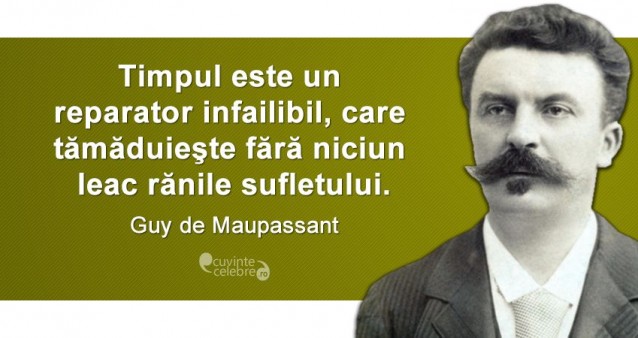 Timpul este un
reparator infailibil, care
tămăduieşte fără niciun
leac rănile sufletului.
Guy de Maupassant
cuvinte
celebre.ro